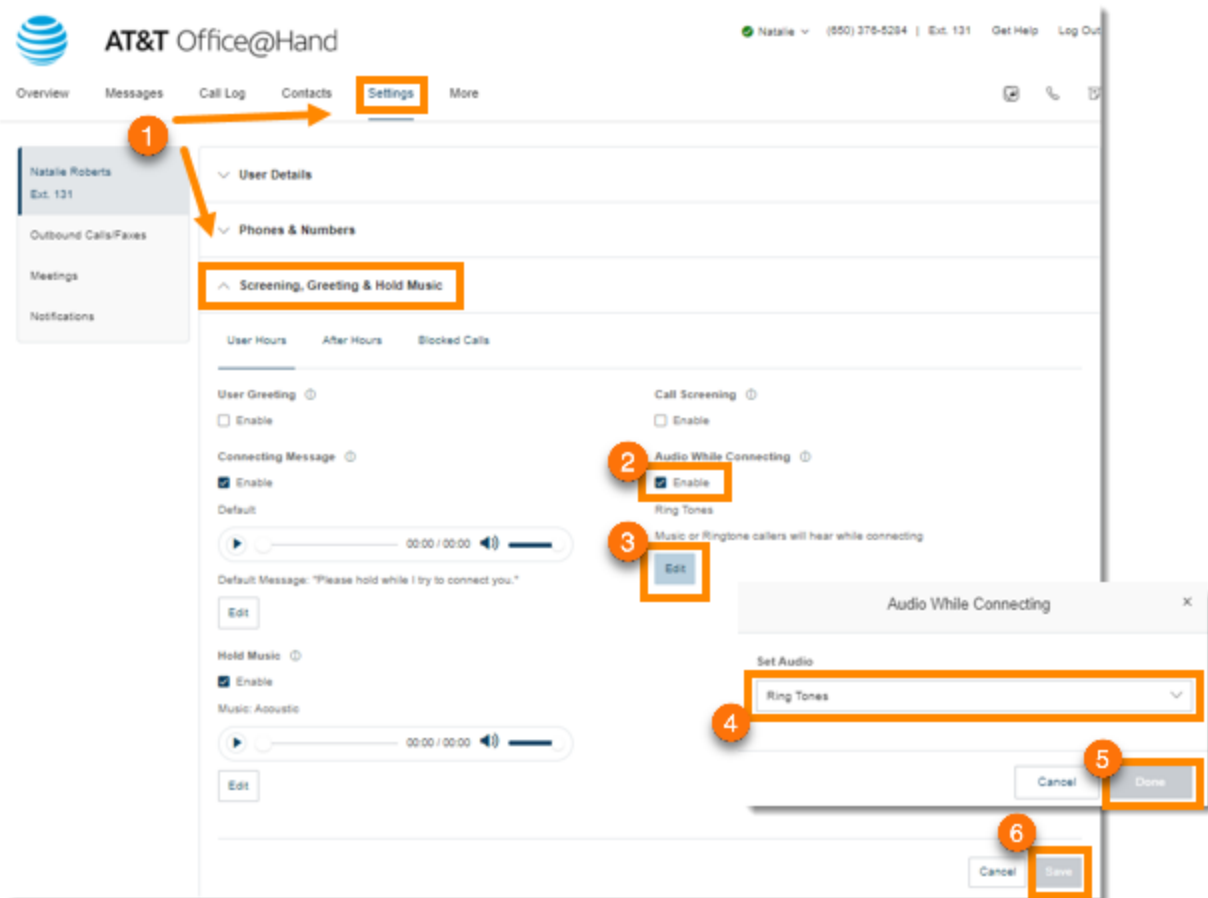 AT&T Office@Hand
Natalie (650) 376-5284 | Ext. 131 Get Help Log Out
Overview Messages Call Log Contacts Settings More
1
Natalie Roberts
Ext. 131
Outbound Calls/Faxes
Meetings
Notifications
User Details
Phones & Numbers
Screening, Greeting & Hold Music
User Hours After Hours Blocked Calls
User Greeting
Enable
Call Screening
Enable
Connecting Message
Enable
Default
00:00 / 00:00
Default Message: "Please hold while I try to connect you."
Edit
2
Audio While Connecting
Enable
Ring Tones
3
Music or Ringtone callers will hear while connecting
Edit
Hold Music
Enable
Music: Acoustic
00:00 / 00:00
Edit
Audio While Connecting
Set Audio
Ring Tones
4
5
Cancel Done
6
Cancel Save